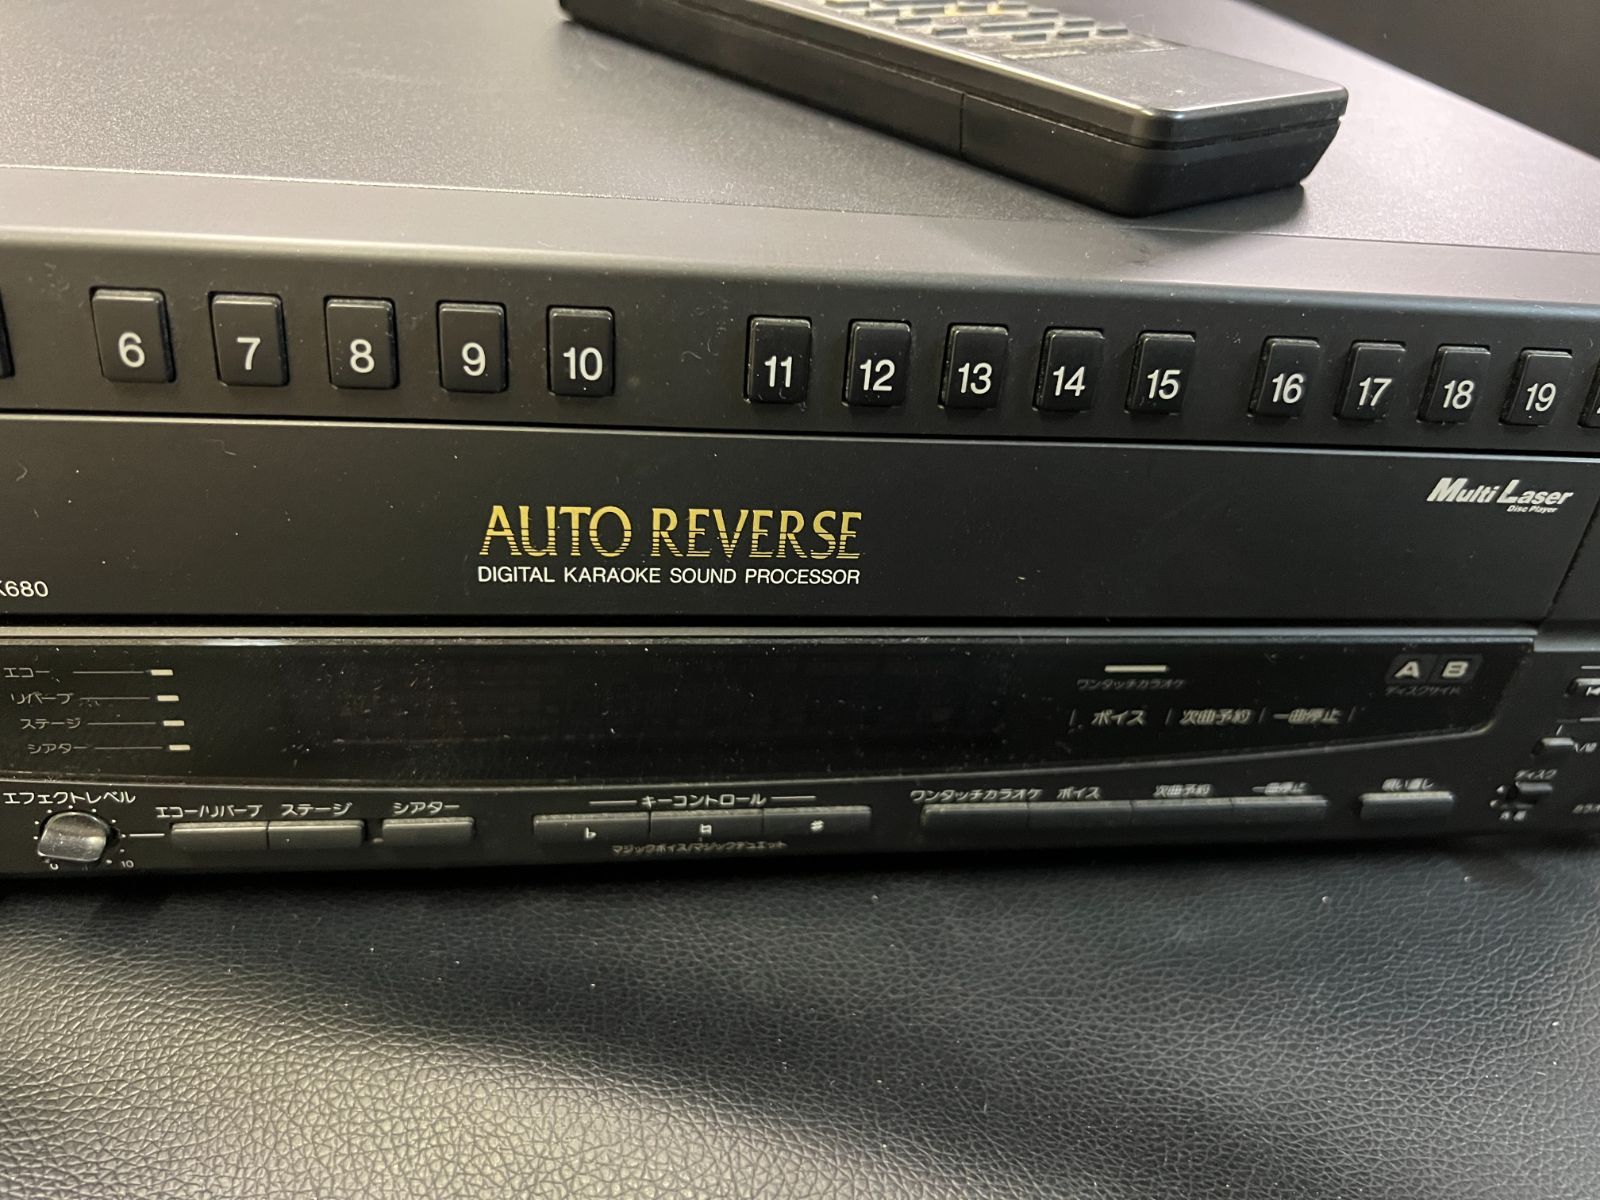 6 7 8 9 10 11 12 13 14 15 16 17 18 19
Multi Laser
Disc Player
AUTO REVERSE
DIGITAL KARAOKE SOUND PROCESSOR
K680
エコー
リバーブ
ステージ
シアター
ワンタッチカラオケ
ボイス 次曲予約 一曲停止
A B
ディスクサイド
エフェクトレベル
0 10
エコー/リバーブ ステージ シアター
キーコントロール
♭ ♮ ♯
マジックボイス/マジックデュエット
ワンタッチカラオケ ボイス 次曲予約 一曲停止 唄い直し
ディスク